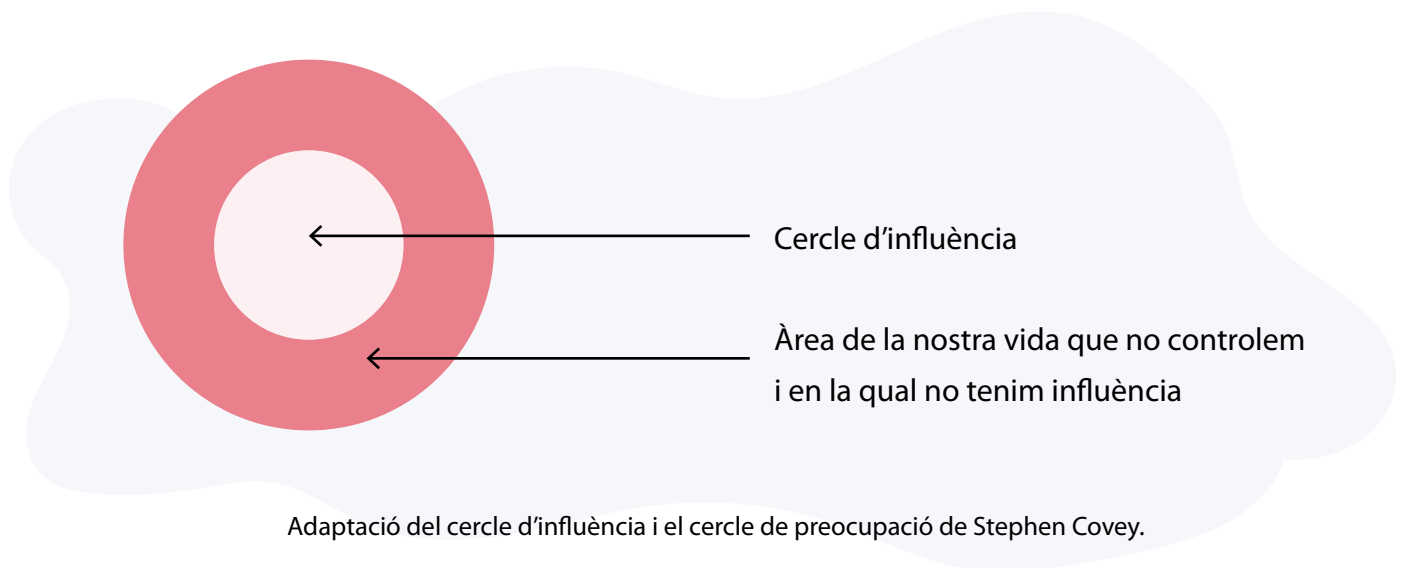 Cercle d’influència
Àrea de la nostra vida que no controlem
i en la qual no tenim influència
Adaptació del cercle d’influència i el cercle de preocupació de Stephen Covey.